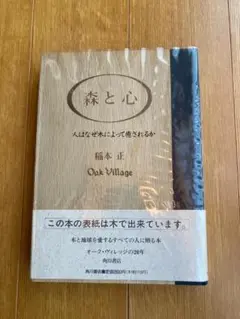 森と心
人はなぜ木によって癒されるか
稲本 正
Oak Village
この本の表紙は木で出来ています。
木と地球を愛するすべての人に贈る本
オーク・ヴィレッジの20年
角川書店